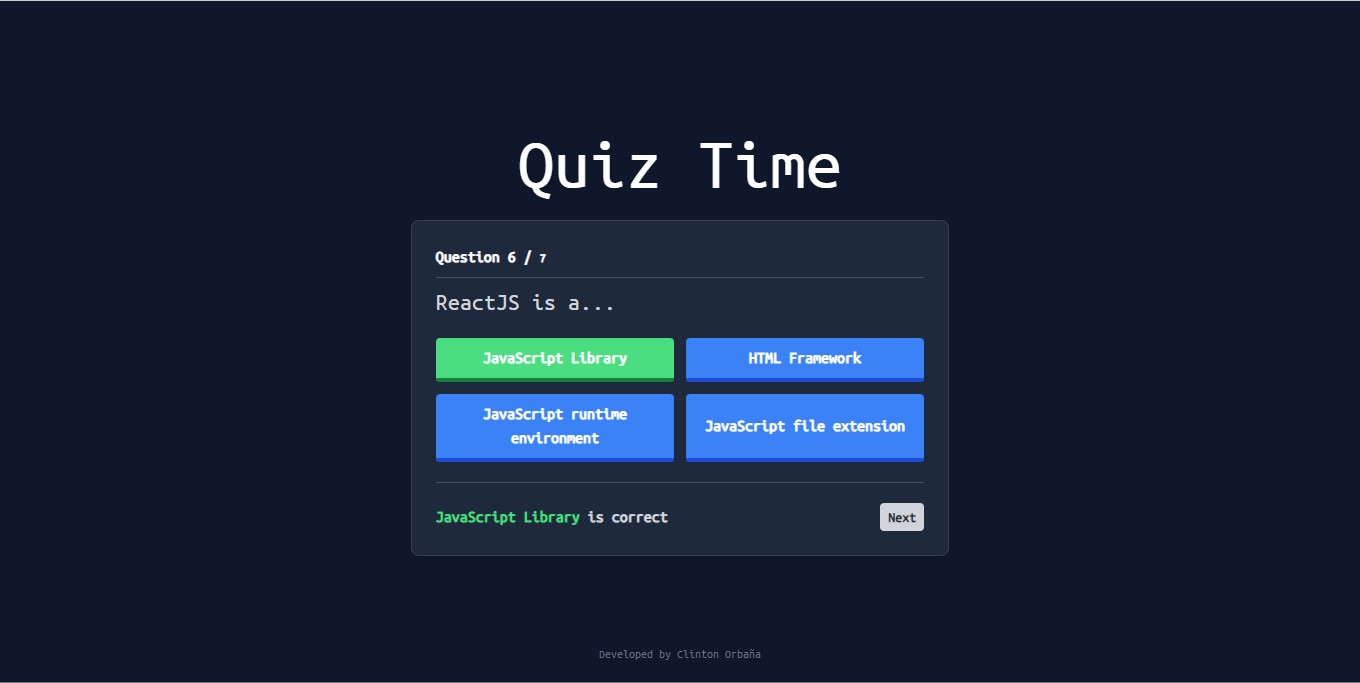 Quiz Time
Question 6 / 7
ReactJS is a...
JavaScript Library
HTML Framework
JavaScript runtime
environment
JavaScript file extension
JavaScript Library is correct
Next
Developed by Clinton Orbaña